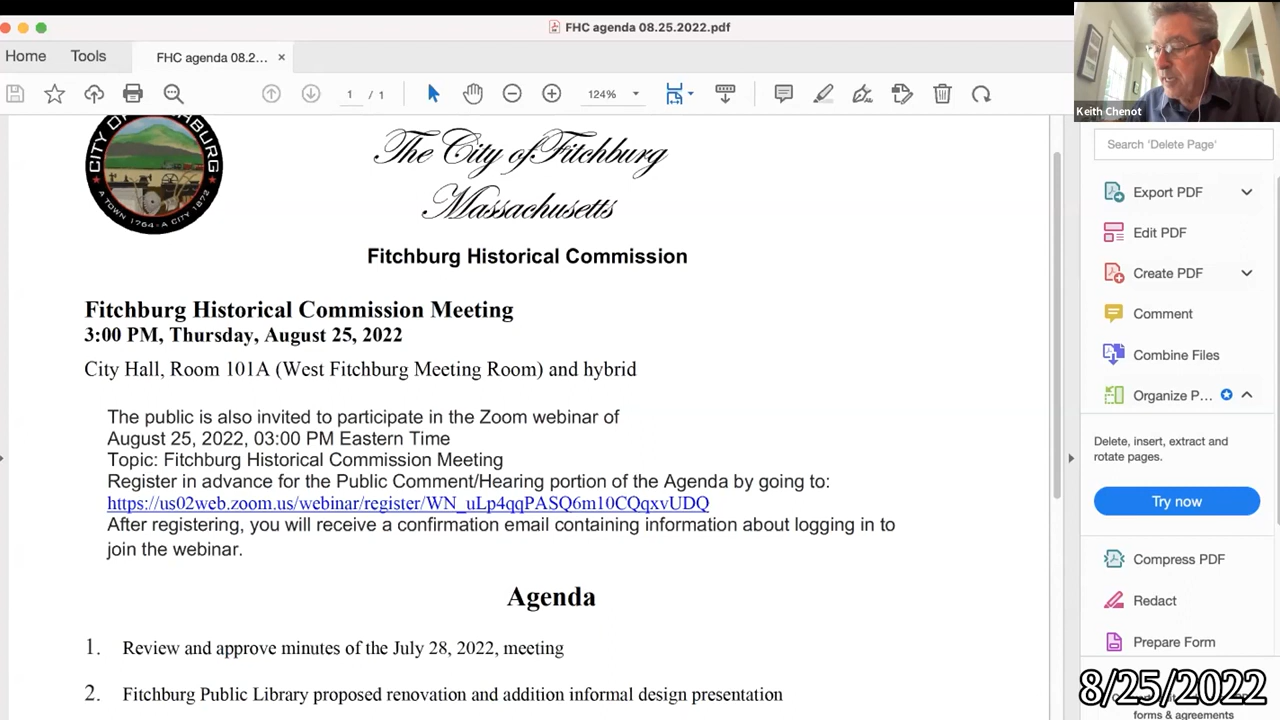 FHC agenda 08.25.2022.pdf
Home
Tools
FHC agenda 08.2...
1 / 1
124%
Keith Chenot
CITY OF FITCHBURG
A TOWN 1764 - A CITY 1872
The City of Fitchburg
Massachusetts
Fitchburg Historical Commission
Fitchburg Historical Commission Meeting
3:00 PM, Thursday, August 25, 2022
City Hall, Room 101A (West Fitchburg Meeting Room) and hybrid
The public is also invited to participate in the Zoom webinar of
August 25, 2022, 03:00 PM Eastern Time
Topic: Fitchburg Historical Commission Meeting
Register in advance for the Public Comment/Hearing portion of the Agenda by going to:
https://us02web.zoom.us/webinar/register/WN_uLp4qqPASQ6m10CQqxvUDQ
After registering, you will receive a confirmation email containing information about logging in to
join the webinar.
Agenda
1. Review and approve minutes of the July 28, 2022, meeting
2. Fitchburg Public Library proposed renovation and addition informal design presentation
Search 'Delete Page'
Export PDF
Edit PDF
Create PDF
Comment
Combine Files
Organize P...
Delete, insert, extract and
rotate pages.
Try now
Compress PDF
Redact
Prepare Form
8/25/2022
forms & agreements